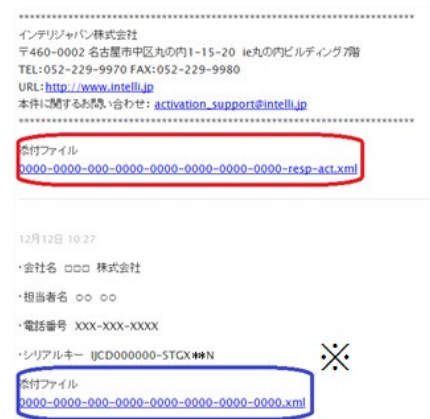 ************************************************************************
インテリジャパン株式会社
〒460-0002 名古屋市中区丸の内1-15-20 ie丸の内ビルディング7階
TEL:052-229-9970 FAX:052-229-9980
URL:http://www.intelli.jp
本件に関するお問い合わせ: activation_support@intelli.jp
************************************************************************
添付ファイル
0000-0000-000-0000-0000-0000-0000-0000-resp-act.xml
12月12日 10:27
・会社名 □□□ 株式会社
・担当者名 ○○ ○○
・電話番号 XXX-XXX-XXXX
・シリアルキー IJCD000000-STGX**N
※
添付ファイル
0000-0000-000-0000-0000-0000-0000-0000.xml